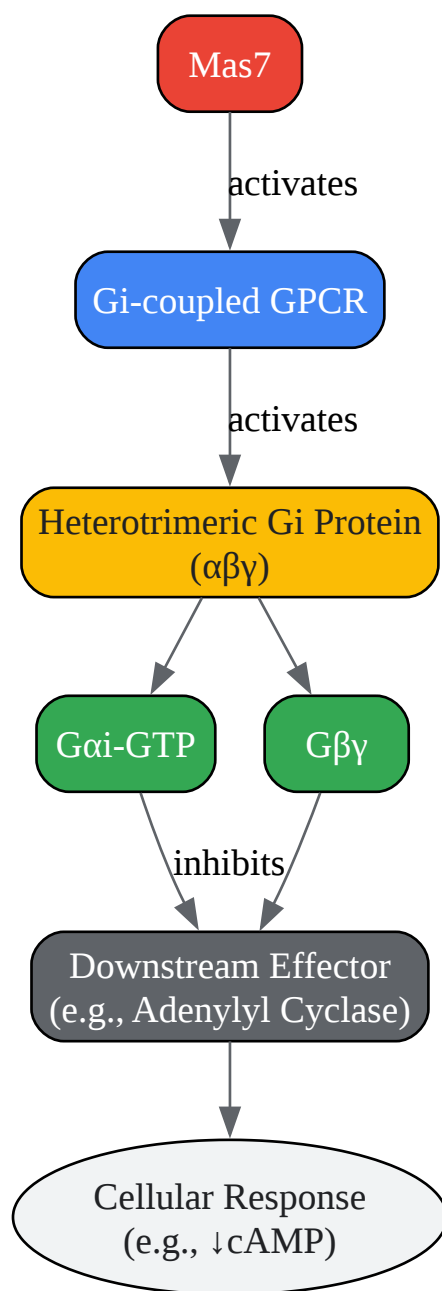 Mas7
activates
Gi-coupled GPCR
activates
Heterotrimeric Gi Protein
(αβγ)
Gαi-GTP
Gβγ
inhibits
Downstream Effector
(e.g., Adenylyl Cyclase)
Cellular Response
(e.g., ↓cAMP)